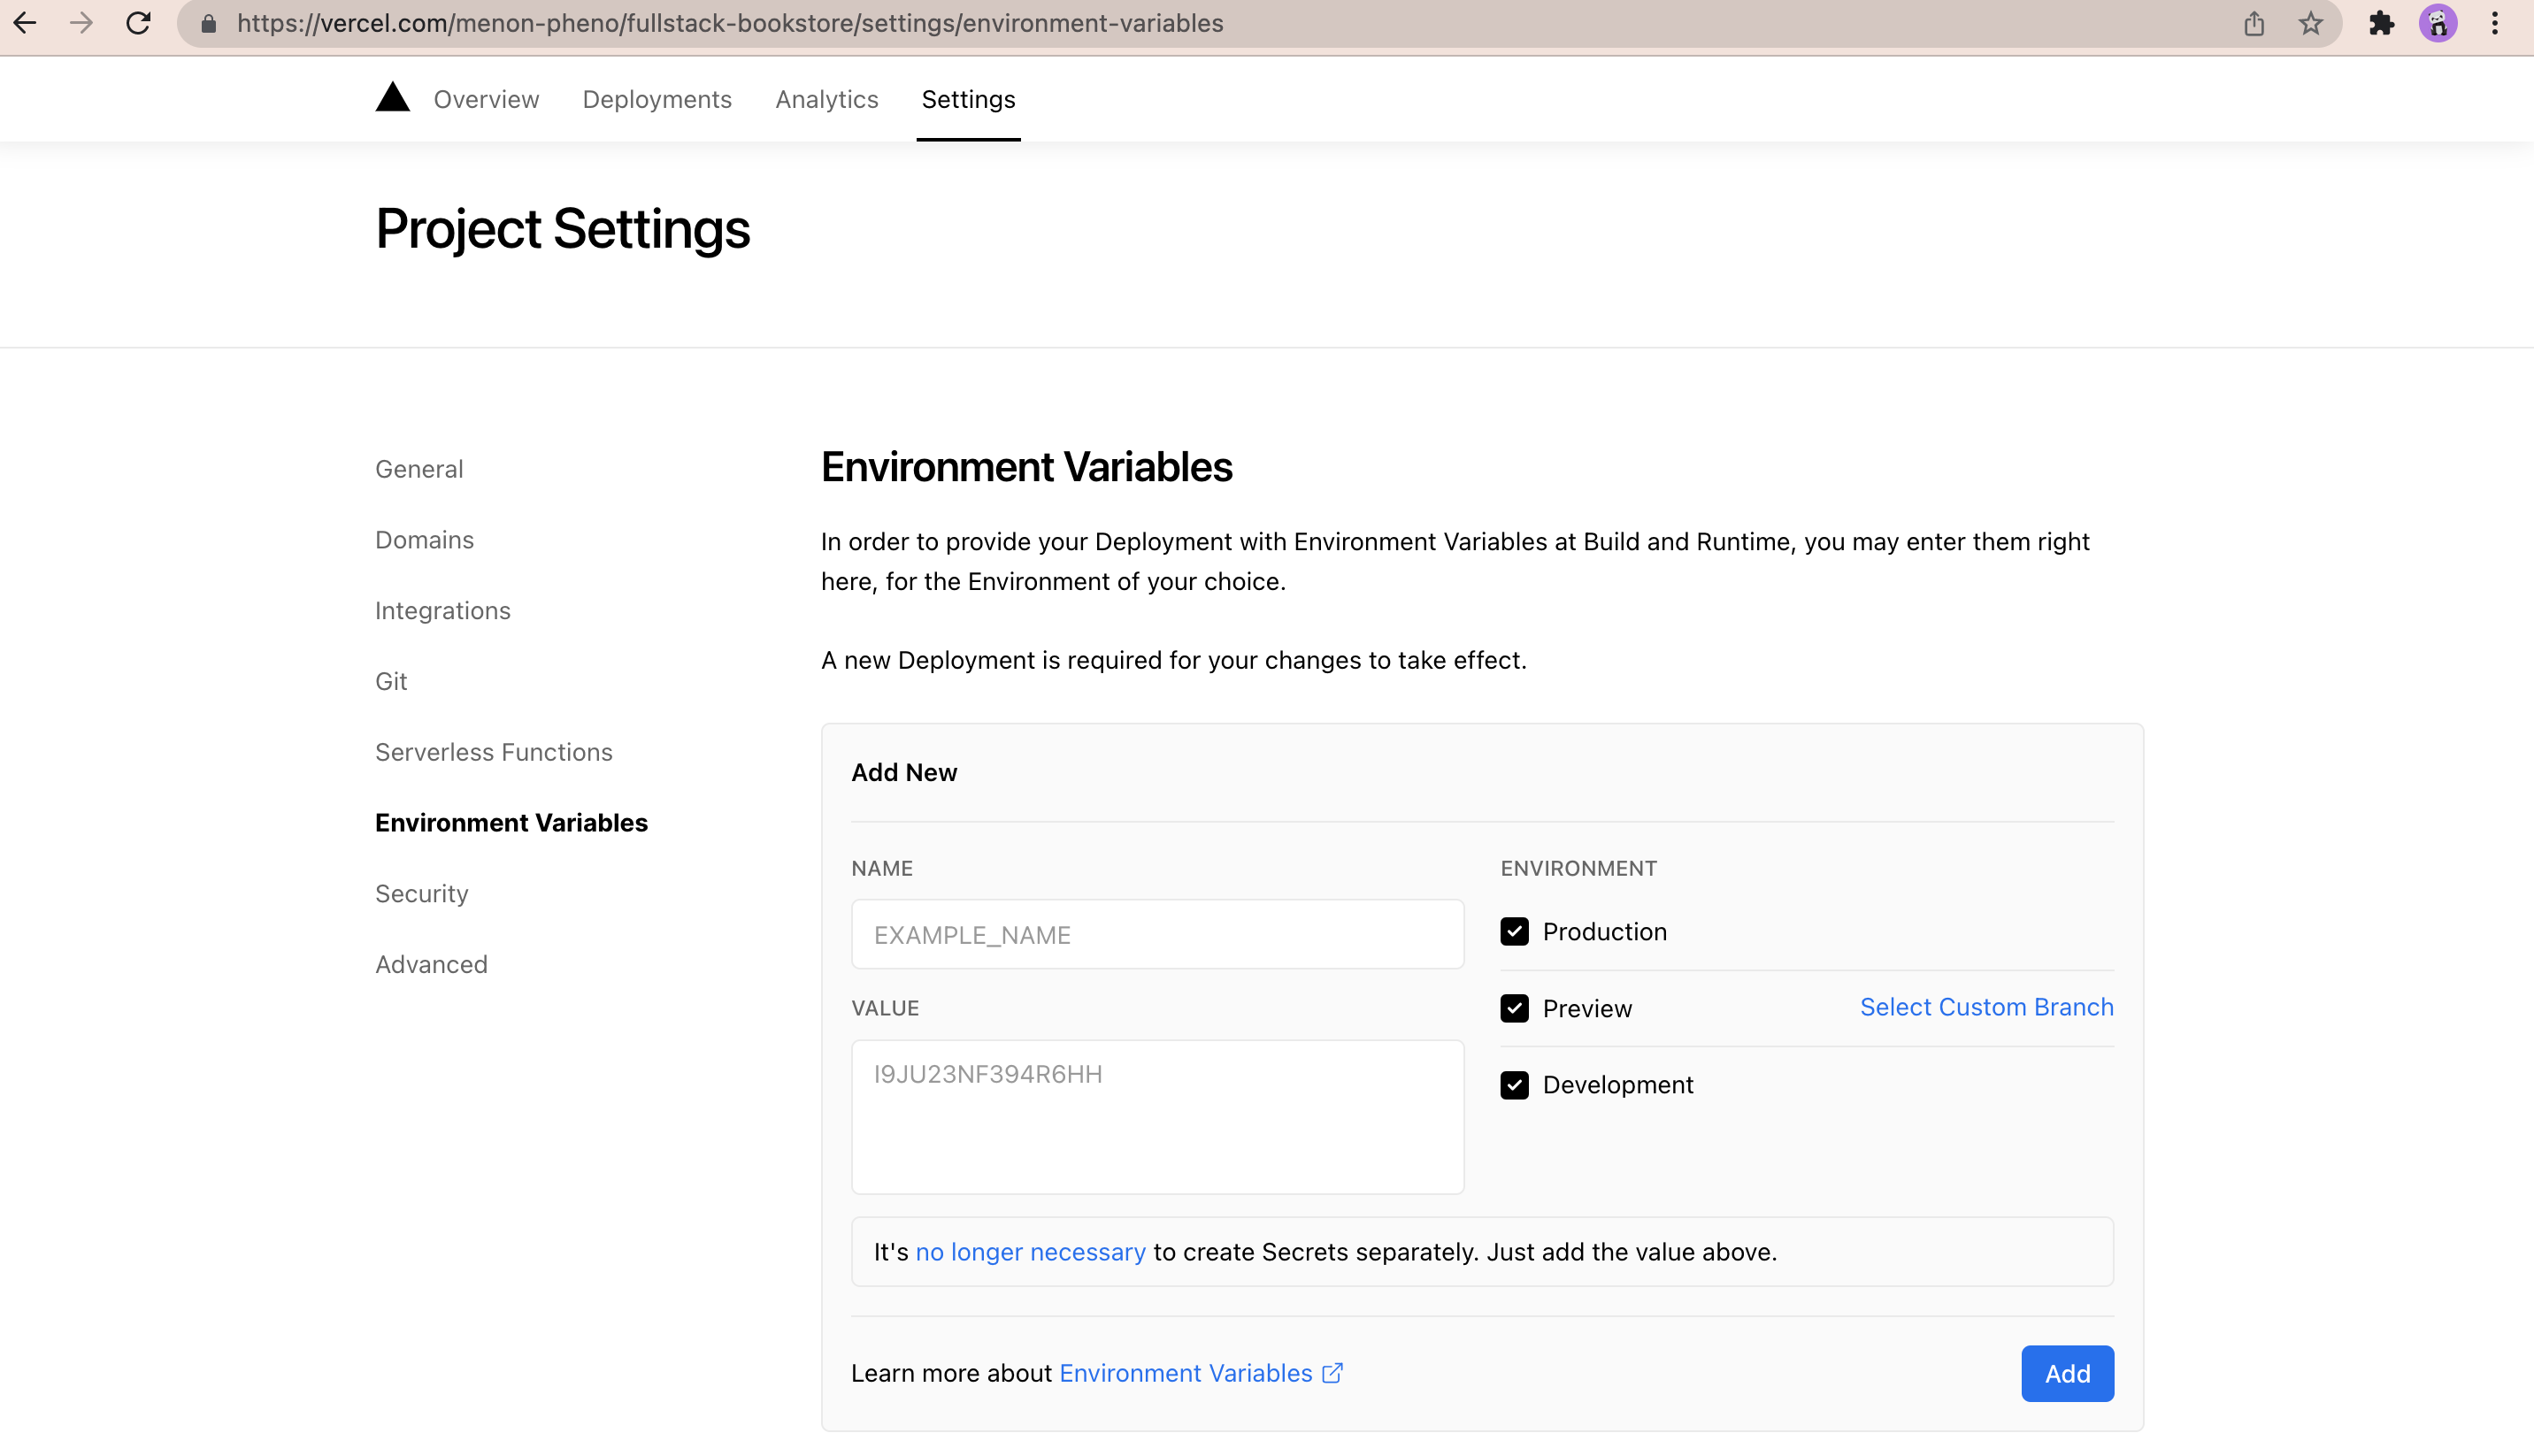 https://vercel.com/menon-pheno/fullstack-bookstore/settings/environment-variables
Overview Deployments Analytics Settings
Project Settings
General
Domains
Integrations
Git
Serverless Functions
Environment Variables
Security
Advanced
Environment Variables
In order to provide your Deployment with Environment Variables at Build and Runtime, you may enter them right
here, for the Environment of your choice.
A new Deployment is required for your changes to take effect.
Add New
NAME
EXAMPLE_NAME
VALUE
I9JU23NF394R6HH
ENVIRONMENT
Production
Preview Select Custom Branch
Development
It's no longer necessary to create Secrets separately. Just add the value above.
Learn more about Environment Variables
Add